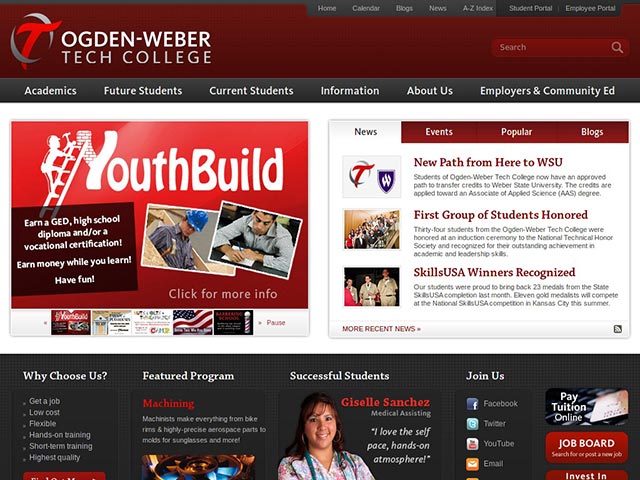 Home Calendar Blogs News A-Z Index Student Portal | Employee Portal
OGDEN-WEBER
TECH COLLEGE
Search
Academics Future Students Current Students Information About Us Employers & Community Ed
YouthBuild
Earn a GED, high school
diploma and/or a
vocational certification!
Earn money while you learn!
Have fun!
Click for more info
« YouthBuild » Pause
News Events Popular Blogs
New Path from Here to WSU
Students of Ogden-Weber Tech College now have an approved
path to transfer credits to Weber State University. The credits are
applied toward an Associate of Applied Science (AAS) degree.
First Group of Students Honored
Thirty-four students from the Ogden-Weber Tech College were
honored at an induction ceremony to the National Technical Honor
Society and recognized for their outstanding achievement in
academic and leadership skills.
SkillsUSA Winners Recognized
Our students were proud to bring back 23 medals from the State
SkillsUSA completion last month. Eleven gold medalists will compete
at the National SkillsUSA competition in Kansas City this summer.
MORE RECENT NEWS »
Why Choose Us?
Get a job
Low cost
Flexible
Hands-on training
Short-term training
Highest quality
Featured Program
Machining
Machinists make everything from bike
rims & highly-precise aerospace parts to
molds for sunglasses and more!
Successful Students
Giselle Sanchez
Medical Assisting
"I love the self
pace, hands-on
atmosphere!"
Join Us
Facebook
Twitter
YouTube
Email
Pay
Tuition
Online
JOB BOARD
Search for or post a new job
Invest In